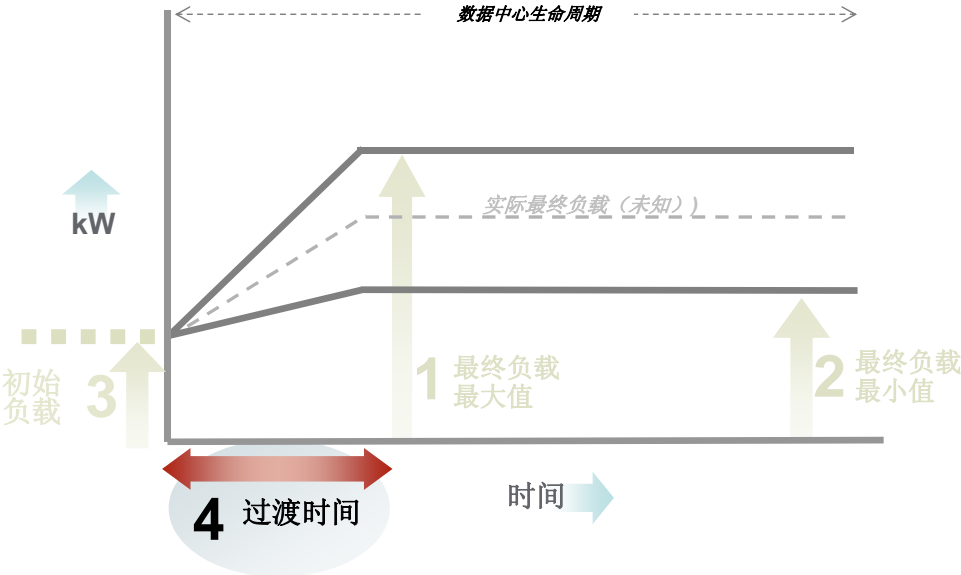 数据中心生命周期
kW
实际最终负载（未知）)
初始
负载
3
1
最终负载
最大值
2
最终负载
最小值
4 过渡时间
时间